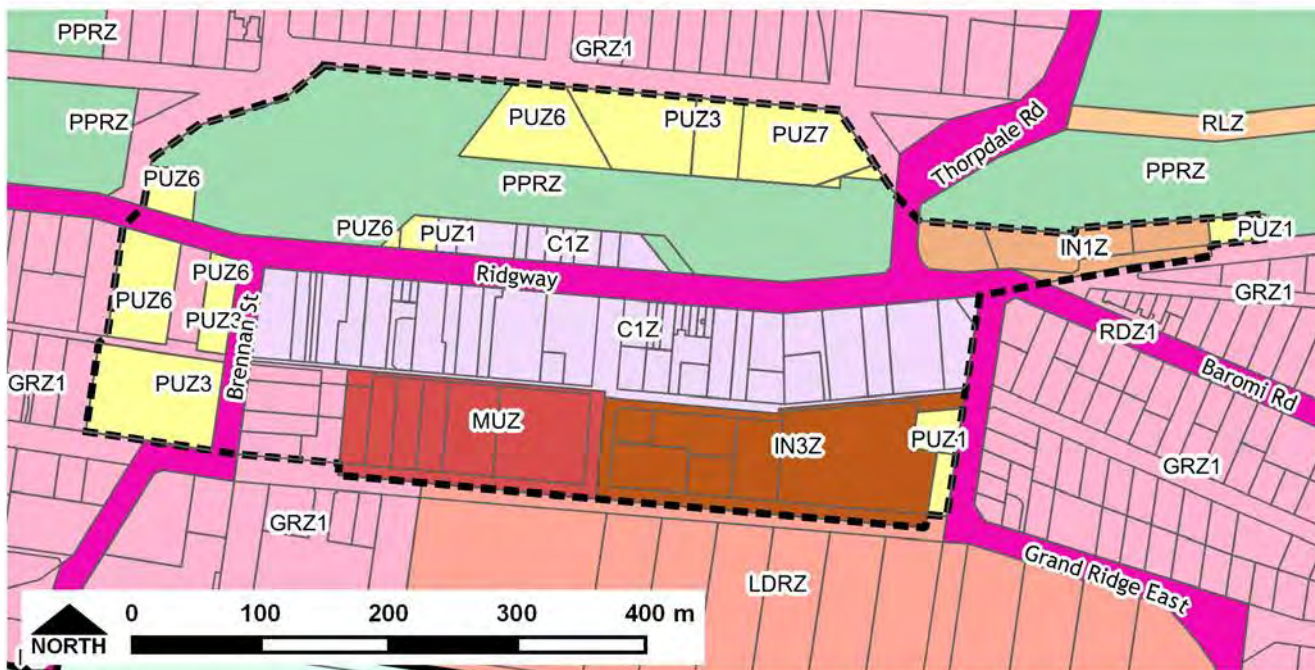 PPRZ
GRZ1
PPRZ
PUZ6
PUZ3
PUZ7
Thorpdale Rd
RLZ
PUZ6
PPRZ
PPRZ
PUZ6
PUZ1
C1Z
IN1Z
PUZ1
PUZ6
Ridgway
PUZ6
PUZ3
Brennan St
C1Z
GRZ1
RDZ1
Baromi Rd
GRZ1
PUZ3
MUZ
IN3Z
PUZ1
GRZ1
GRZ1
LDRZ
Grand Ridge East
NORTH
0 100 200 300 400 m